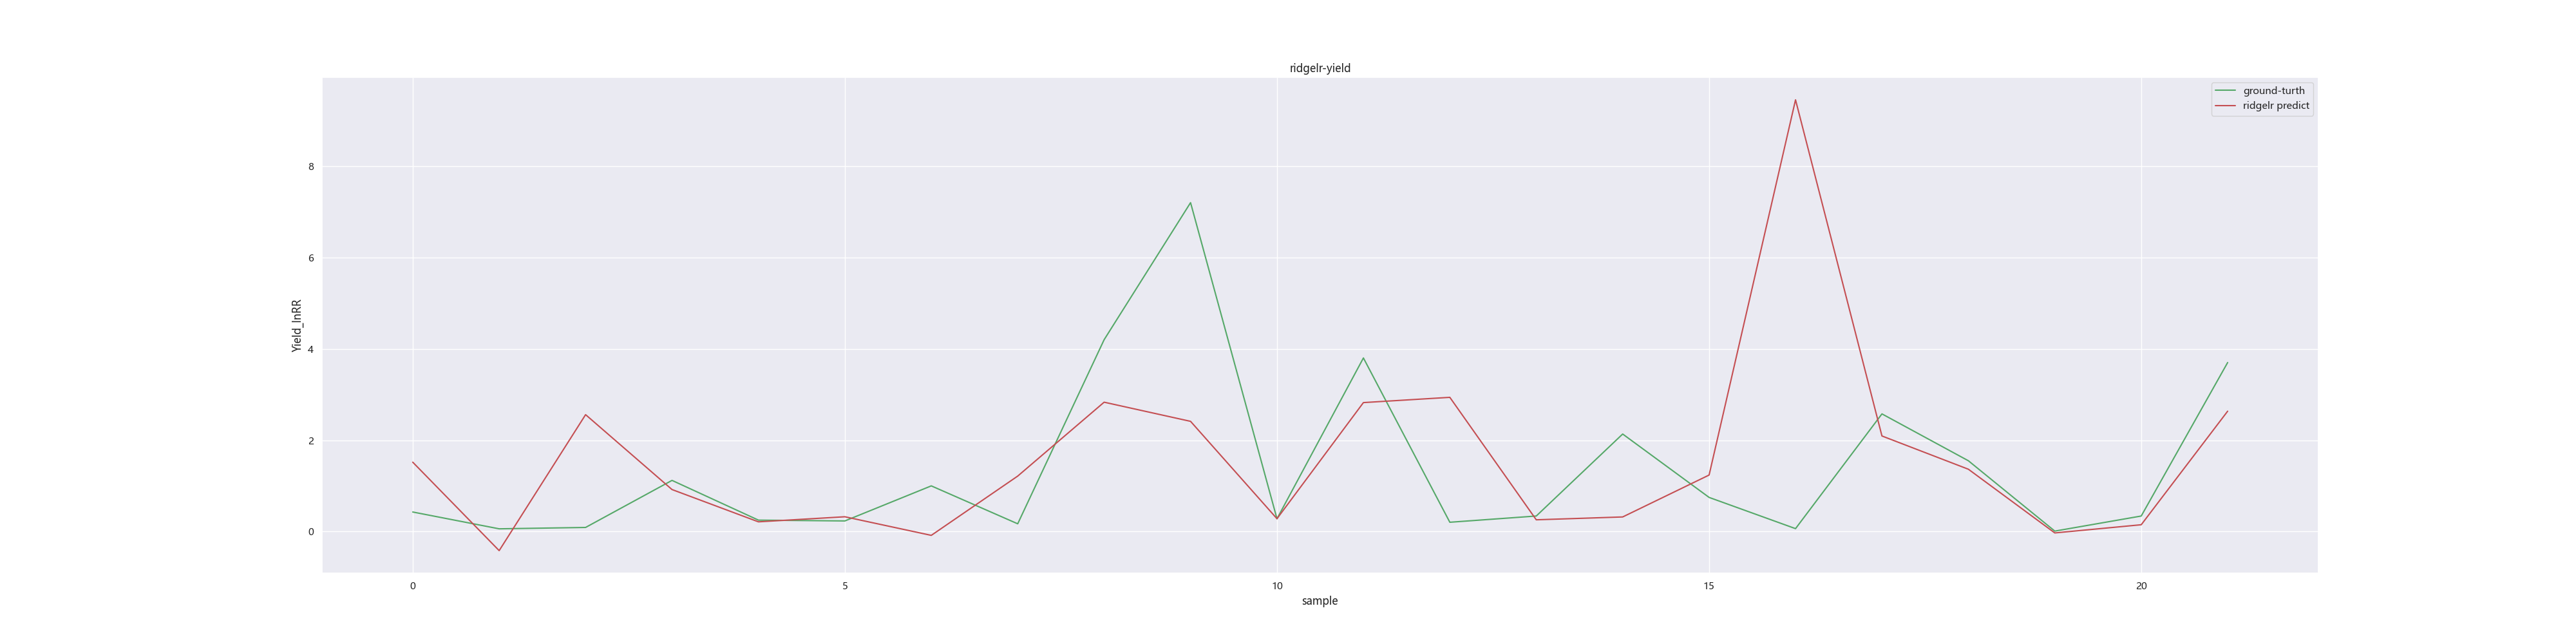 ridgelr-yield
ground-turth
ridgelr predict
Yield_lnRR
8
6
4
2
0
0 5 10 15 20
sample